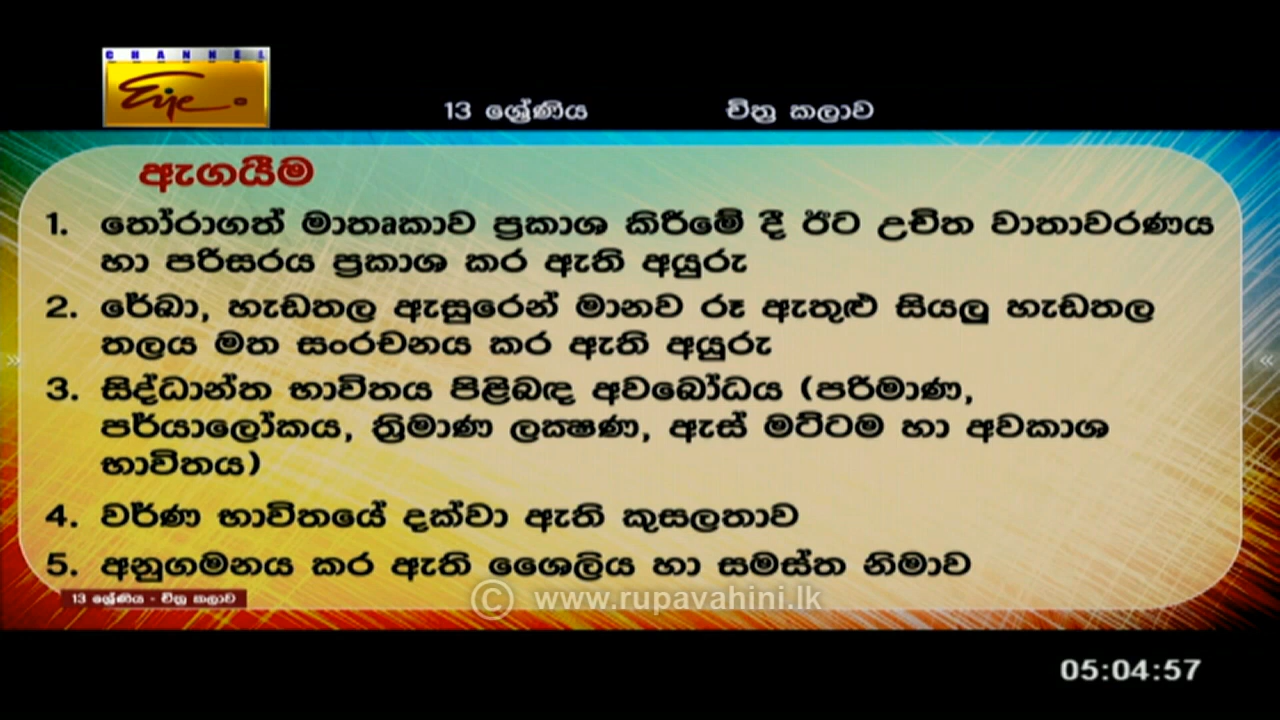 CHANNEL
Eye
13 ශ්‍රේණිය චිත්‍ර කලාව
ඇගයීම
1. තෝරාගත් මාතෘකාව ප්‍රකාශ කිරීමේ දී ඊට උචිත වාතාවරණය
හා පරිසරය ප්‍රකාශ කර ඇති අයුරු
2. රේඛා, හැඩතල ඇසුරෙන් මානව රූ ඇතුළු සියලු හැඩතල
තලය මත සංරචනය කර ඇති අයුරු
3. සිද්ධාන්ත භාවිතය පිළිබඳ අවබෝධය (පරිමාණ,
පර්යාලෝකය, ත්‍රිමාණ ලක්‍ෂණ, ඇස් මට්ටම හා අවකාශ
භාවිතය)
4. වර්ණ භාවිතයේ දක්වා ඇති කුසලතාව
5. අනුගමනය කර ඇති ශෛලිය හා සමස්ත නිමාව
13 ශ්‍රේණිය - චිත්‍ර කලාව
© www.rupavahini.lk
05:04:57